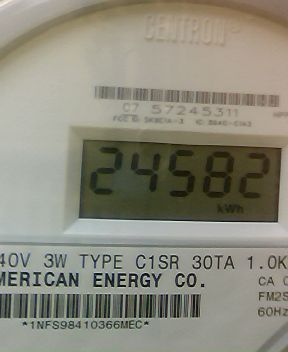 CENTRON
C7 57245311
24582
kWh
40V 3W TYPE C1SR 30TA 1.0K
MERICAN ENERGY CO.
CA
FM2S
60Hz
*1NFS98410366MEC*